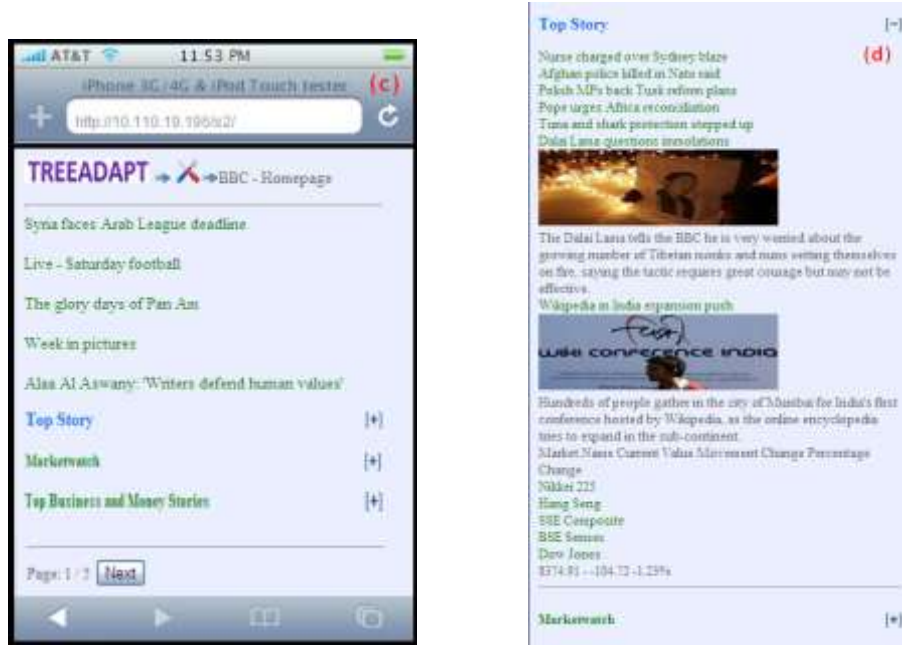 AT&T 11:53 PM
iPhone 3G/4G & iPod Touch tester (c)
http://10.110.19.196/s2/
TREEADAPT BBC - Homepage
Syria faces Arab League deadline
Live - Saturday football
The glory days of Pan Am
Week in pictures
Alaa Al Aswany: 'Writers defend human values'
Top Story [+]
Marketwatch [+]
Top Business and Money Stories [+]
Page: 1 / Next
Top Story [-]
(d)
Nurse charged over Sydney blaze
Afghan police killed in Nato raid
Polish MPs back Tusk reform plans
Pope urges Africa reconciliation
Tuna and shark protection stepped up
Dalai Lama questions immolations
The Dalai Lama tells the BBC he is very worried about the
growing number of Tibetan monks and nuns setting themselves
on fire, saying the tactic requires great courage but may not be
effective.
Wikipedia in India expansion push
WIKI CONFERENCE INDIA
Hundreds of people gather in the city of Mumbai for India's first
conference hosted by Wikipedia, as the online encyclopedia
tries to expand in the sub-continent.
Market Name Current Value Movement Change Percentage
Change
Nikkei 225
Hang Seng
SSE Composite
BSE Sensex
Dow Jones
8374.91 - -104.72 -1.23%
Marketwatch [+]